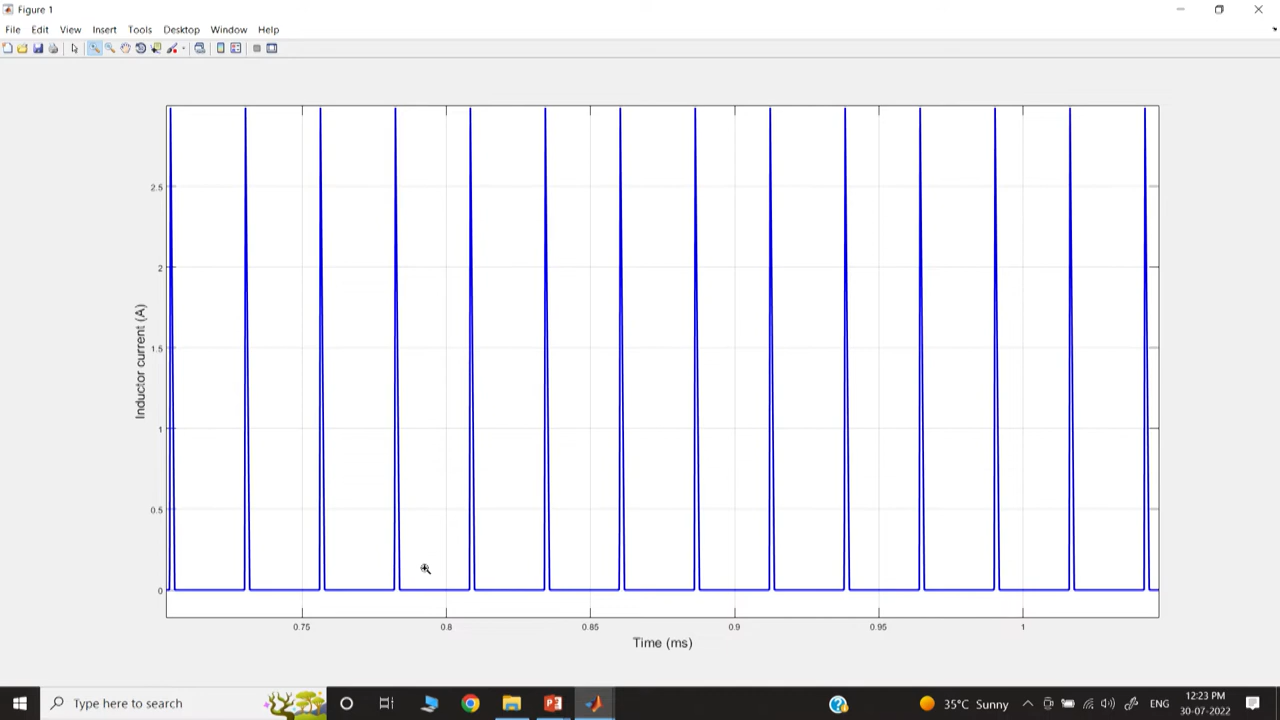 Figure 1
File Edit View Insert Tools Desktop Window Help
2.5
2
1.5
1
0.5
0
Inductor current (A)
0.75 0.8 0.85 0.9 0.95 1
Time (ms)
Type here to search
35°C Sunny
ENG
12:23 PM
30-07-2022